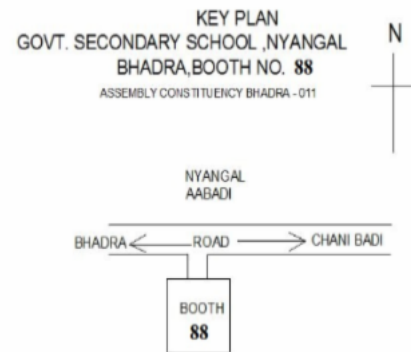 KEY PLAN
GOVT. SECONDARY SCHOOL ,NYANGAL
BHADRA,BOOTH NO. 88
ASSEMBLY CONSTITUENCY BHADRA - 011
N
NYANGAL
AABADI
BHADRA ROAD CHANI BADI
BOOTH
88